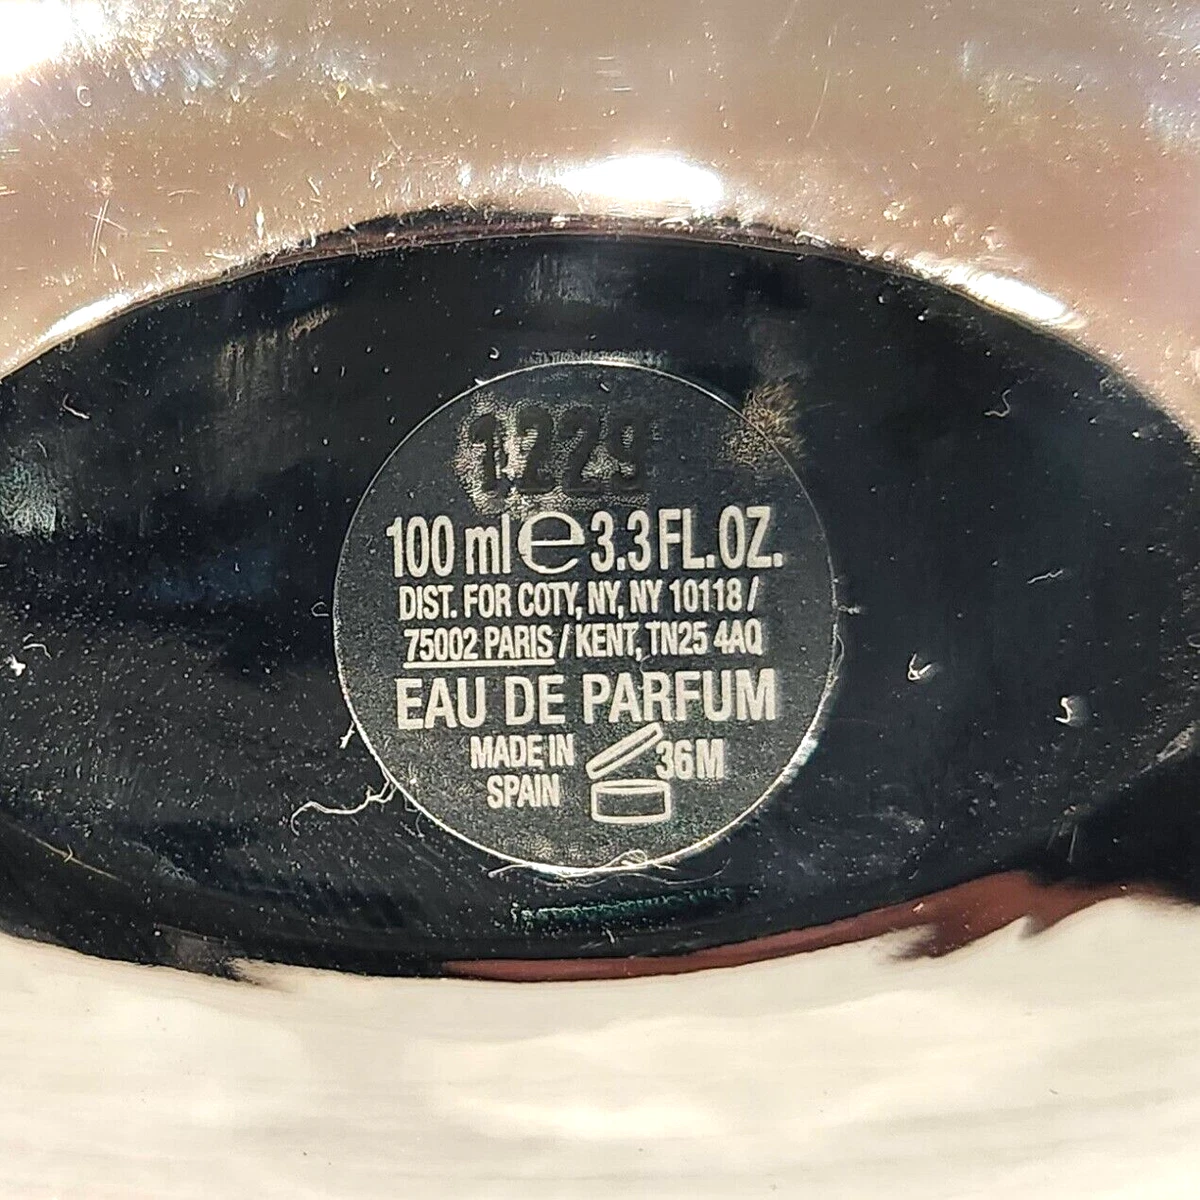 1229
100 ml e 3.3 FL.OZ.
DIST. FOR COTY, NY, NY 10118 /
75002 PARIS / KENT, TN25 4AQ
EAU DE PARFUM
MADE IN
36M
SPAIN